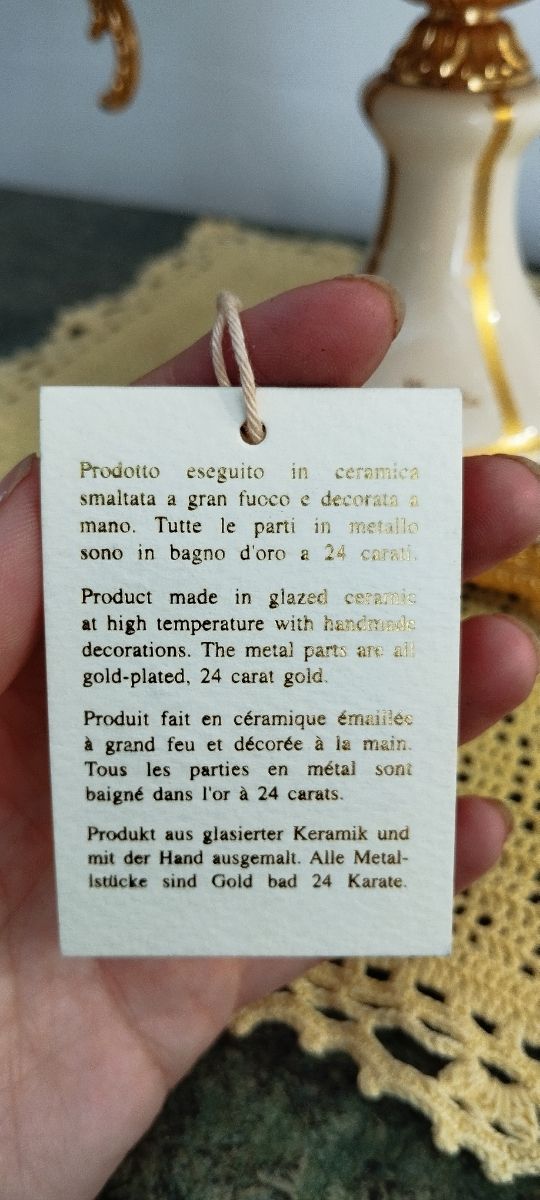 Prodotto eseguito in ceramica
smaltata a gran fuoco e decorata a
mano. Tutte le parti in metallo
sono in bagno d'oro a 24 carati.
Product made in glazed ceramic
at high temperature with handmade
decorations. The metal parts are all
gold-plated, 24 carat gold.
Produit fait en céramique émaillée
à grand feu et décorée à la main.
Tous les parties en métal sont
baigné dans l'or à 24 carats.
Produkt aus glasierter Keramik und
mit der Hand ausgemalt. Alle Metal-
lstücke sind Gold bad 24 Karate.